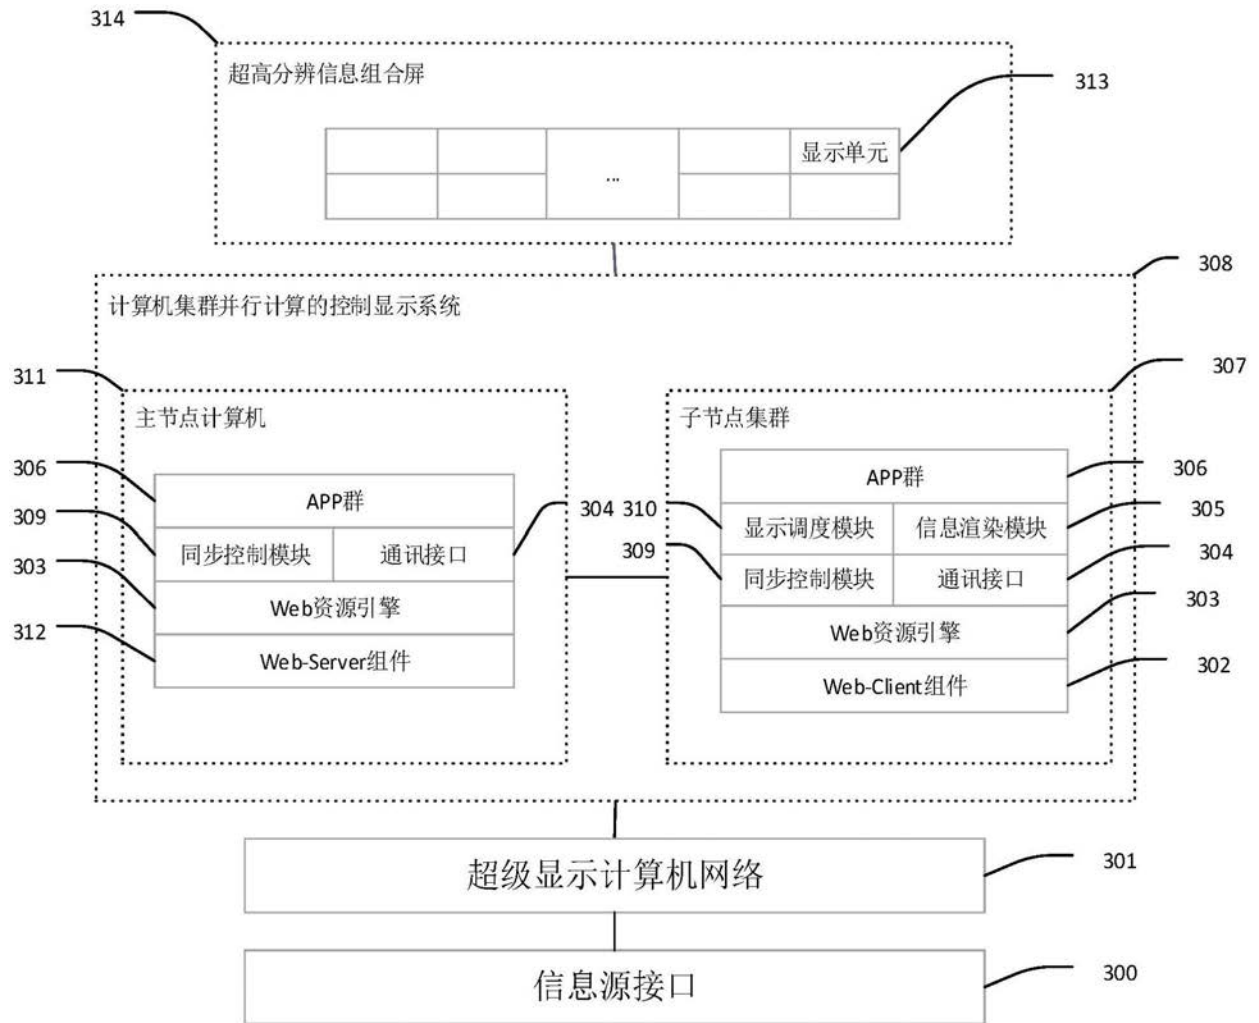 314
超高分辨信息组合屏
313
显示单元
...
308
计算机集群并行计算的控制显示系统
311
307
主节点计算机
子节点集群
306
APP群
309
同步控制模块
通讯接口
304
303
Web资源引擎
312
Web-Server组件
APP群
306
310
显示调度模块
信息渲染模块
305
309
同步控制模块
通讯接口
304
Web资源引擎
303
Web-Client组件
302
超级显示计算机网络
301
信息源接口
300